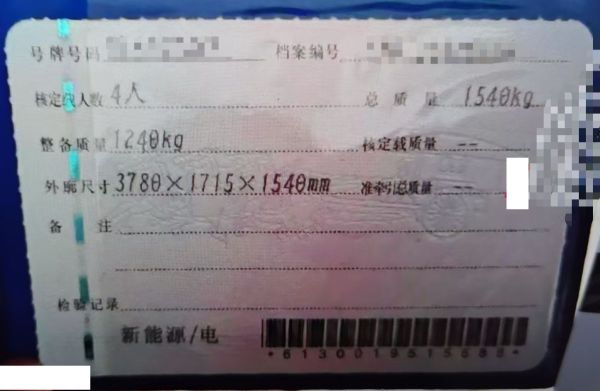 号牌号码 档案编号
核定载人数 4人 总质量 1540kg
整备质量 1240kg 核定载质量 --
外廓尺寸 3780×1715×1540mm 准牵引总质量 --
备注
检验记录
新能源/电
*6130019515588*